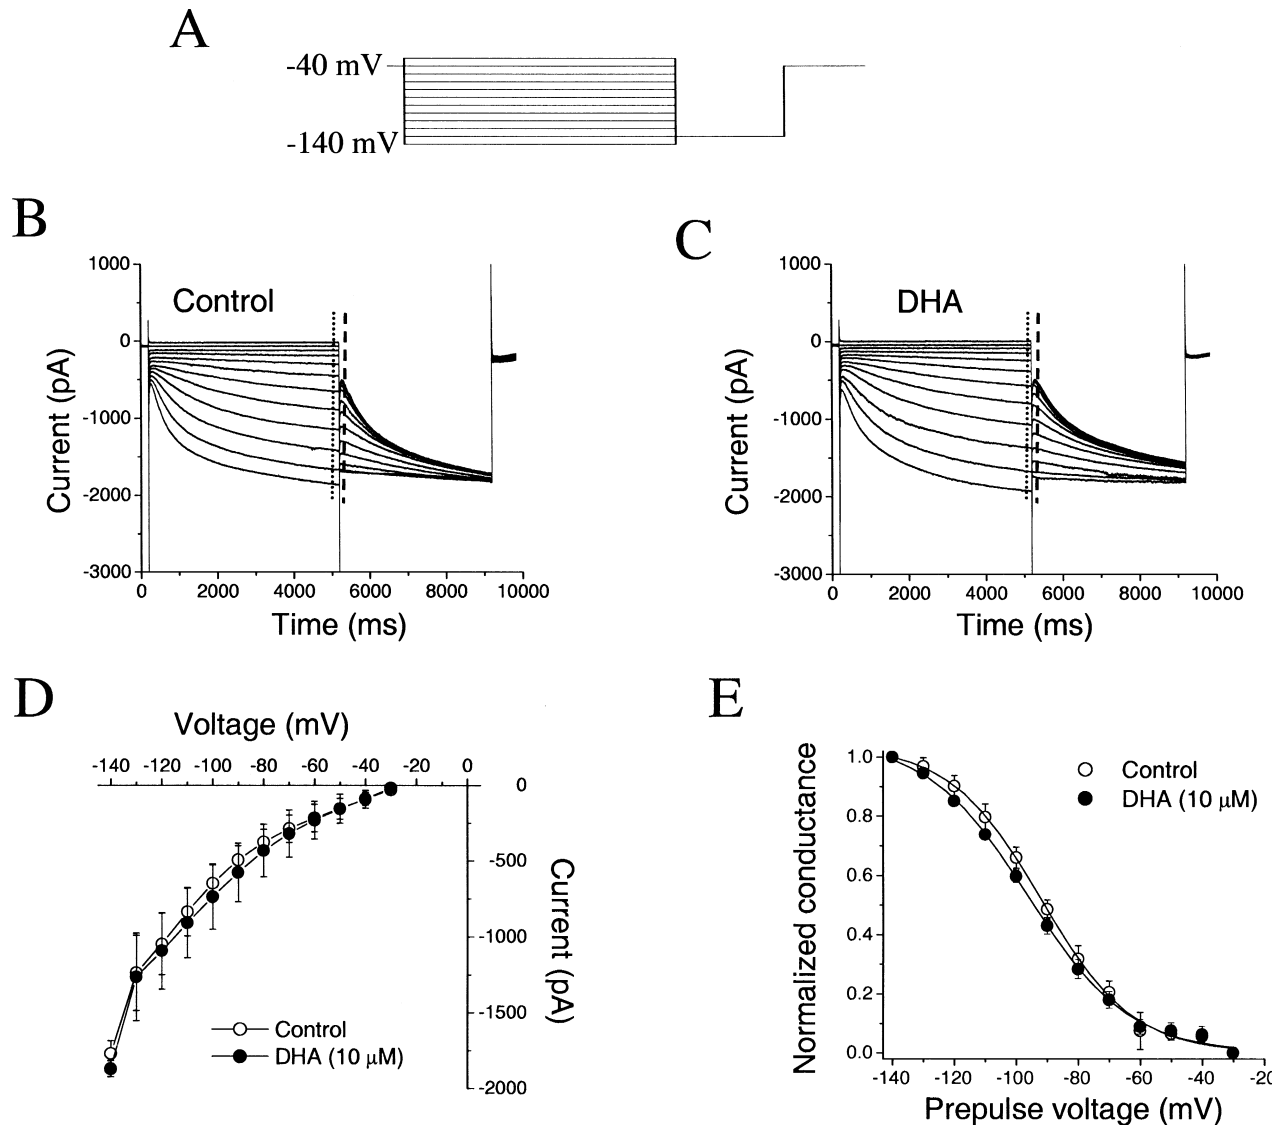 A
-40 mV
-140 mV
B
C
1000
0
-1000
-2000
-3000
Current (pA)
Control
0
2000
4000
6000
8000
10000
Time (ms)
1000
0
-1000
-2000
-3000
Current (pA)
DHA
0
2000
4000
6000
8000
10000
Time (ms)
D
Voltage (mV)
-140
-120
-100
-80
-60
-40
-20
0
0
-500
-1000
-1500
-2000
Current (pA)
Control
DHA (10 μM)
E
1.0
0.8
0.6
0.4
0.2
0.0
Normalized conductance
Control
DHA (10 μM)
-140
-120
-100
-80
-60
-40
-20
Prepulse voltage (mV)